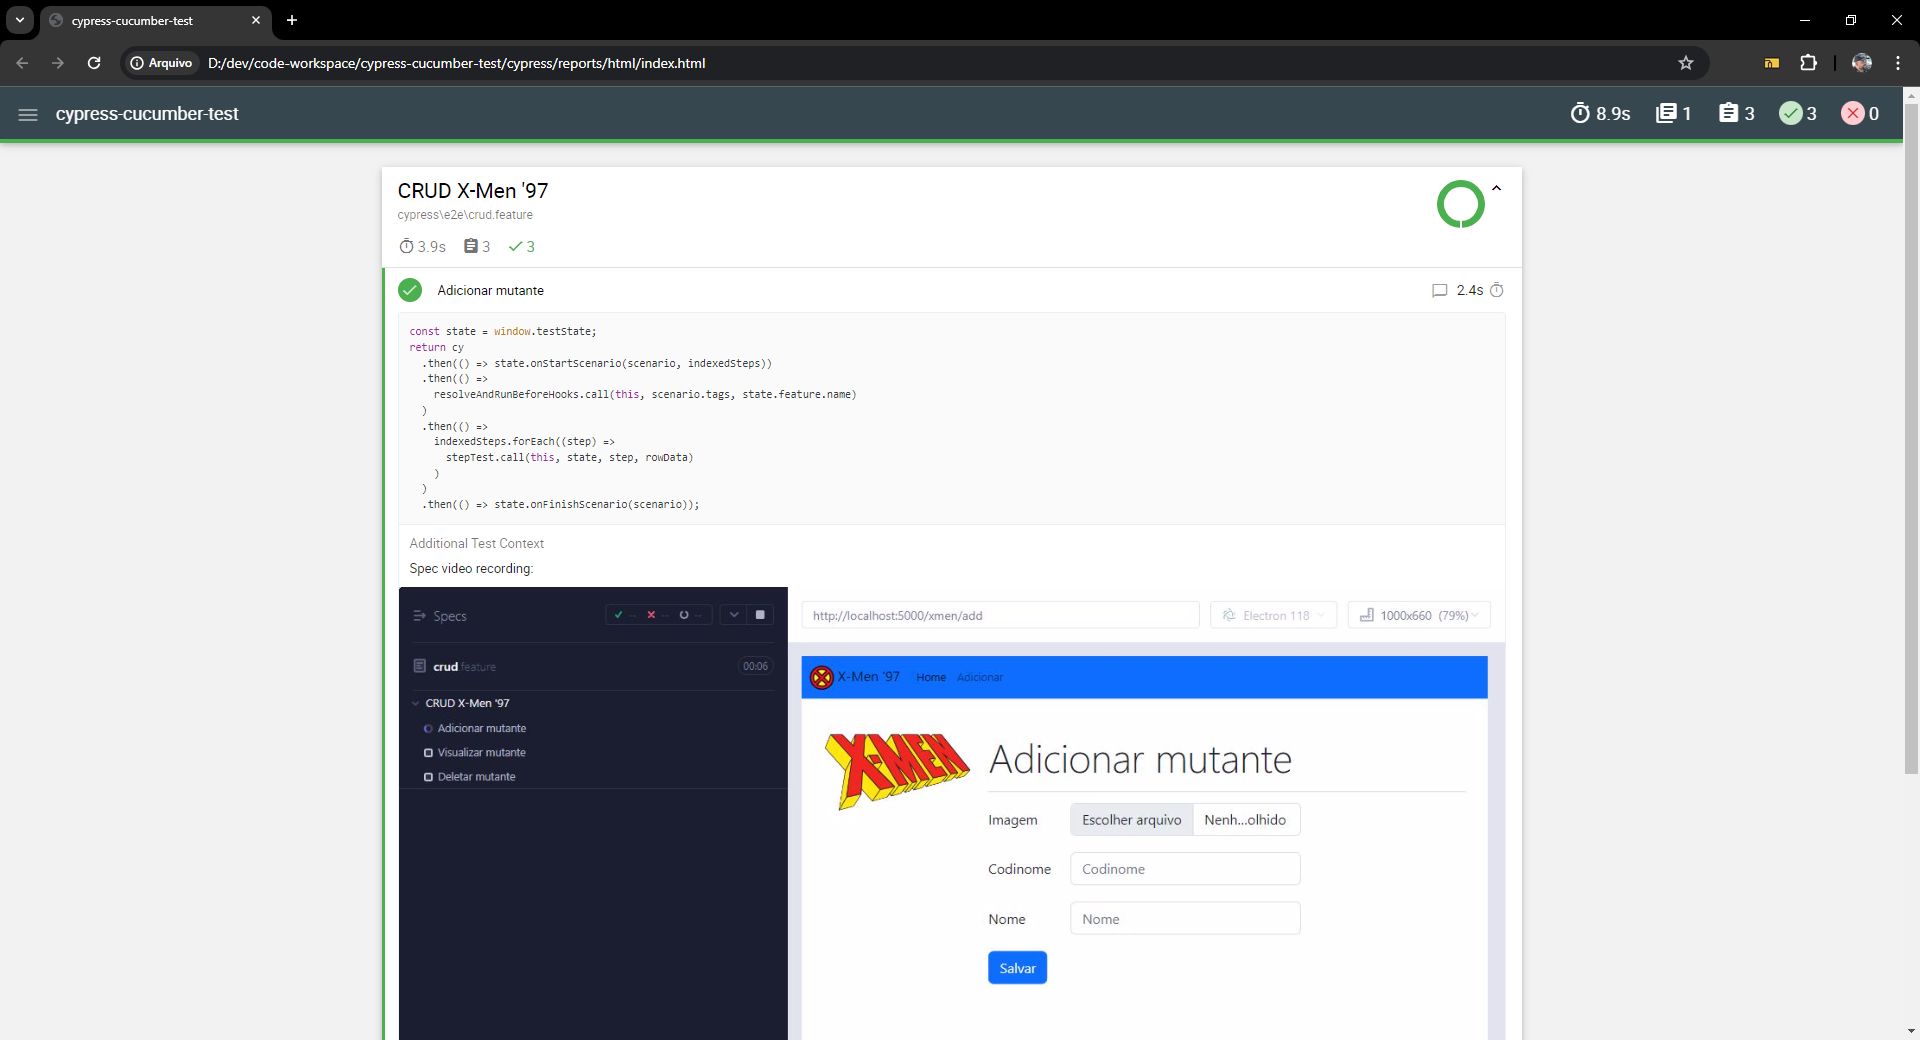 cypress-cucumber-test
Arquivo D:/dev/code-workspace/cypress-cucumber-test/cypress/reports/html/index.html
cypress-cucumber-test 8.9s 1 3 3 0
CRUD X-Men '97
cypress\e2e\crud.feature
3.9s 3 3
Adicionar mutante 2.4s
const state = window.testState;
return cy
.then(() => state.onStartScenario(scenario, indexedSteps))
.then(() =>
resolveAndRunBeforeHooks.call(this, scenario.tags, state.feature.name)
)
.then(() =>
indexedSteps.forEach((step) =>
stepTest.call(this, state, step, rowData)
)
)
.then(() => state.onFinishScenario(scenario));
Additional Test Context
Spec video recording:
Specs -- -- --
http://localhost:5000/xmen/add Electron 118 1000x660 (79%)
crud feature 00:06
CRUD X-Men '97
Adicionar mutante
Visualizar mutante
Deletar mutante
X-Men '97 Home Adicionar
X-MEN
Adicionar mutante
Imagem Escolher arquivo Nenh...olhido
Codinome Codinome
Nome Nome
Salvar